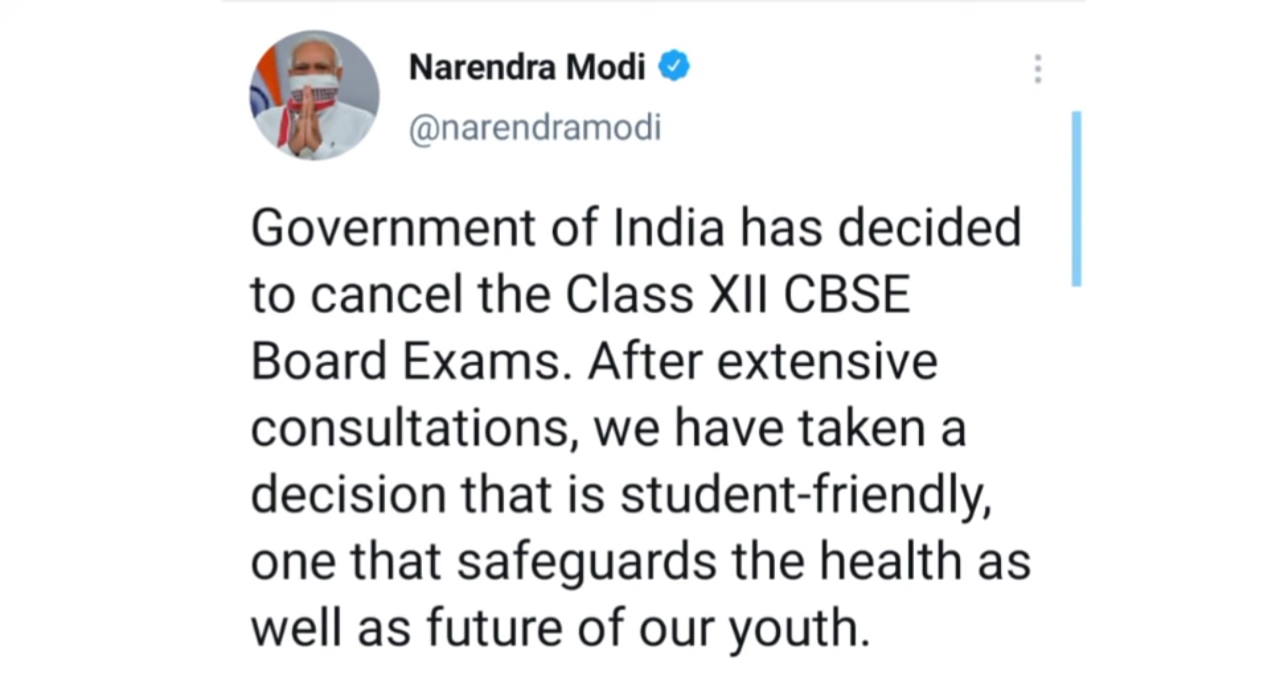 Narendra Modi
@narendramodi
Government of India has decided
to cancel the Class XII CBSE
Board Exams. After extensive
consultations, we have taken a
decision that is student-friendly,
one that safeguards the health as
well as future of our youth.